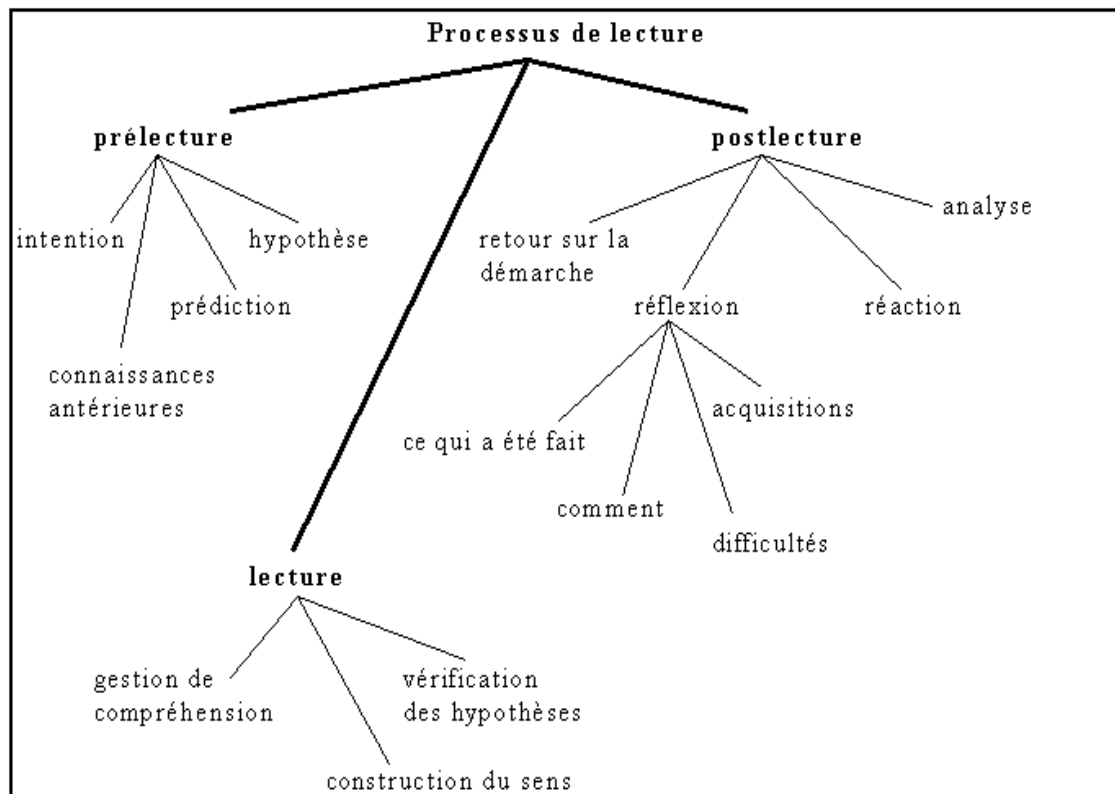 Processus de lecture
prélecture
intention
hypothèse
prédiction
connaissances
antérieures
postlecture
retour sur la
démarche
analyse
réflexion
réaction
ce qui a été fait
acquisitions
comment
difficultés
lecture
gestion de
compréhension
vérification
des hypothèses
construction du sens